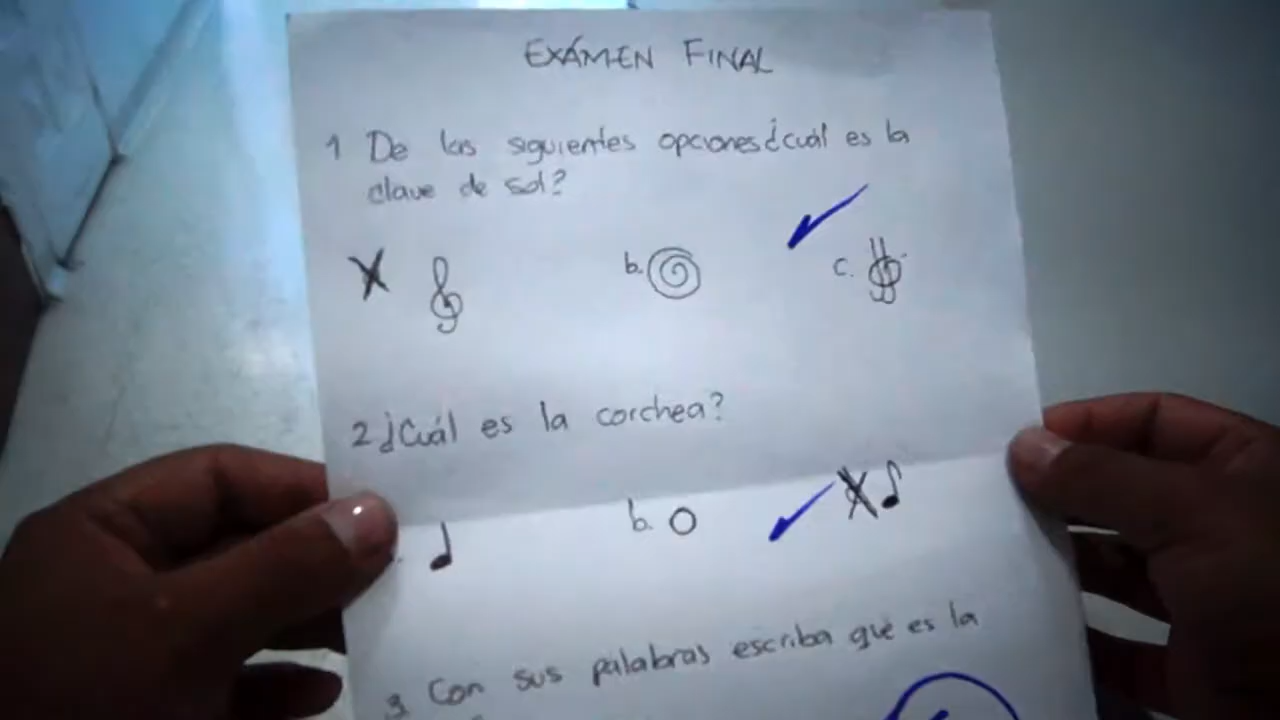 EXÁMEN FINAL
1 De las siguientes opciones¿cuál es la
clave de sol?
b. c.
2¿Cuál es la corchea?
b.
3 Con sus palabras escriba que es la